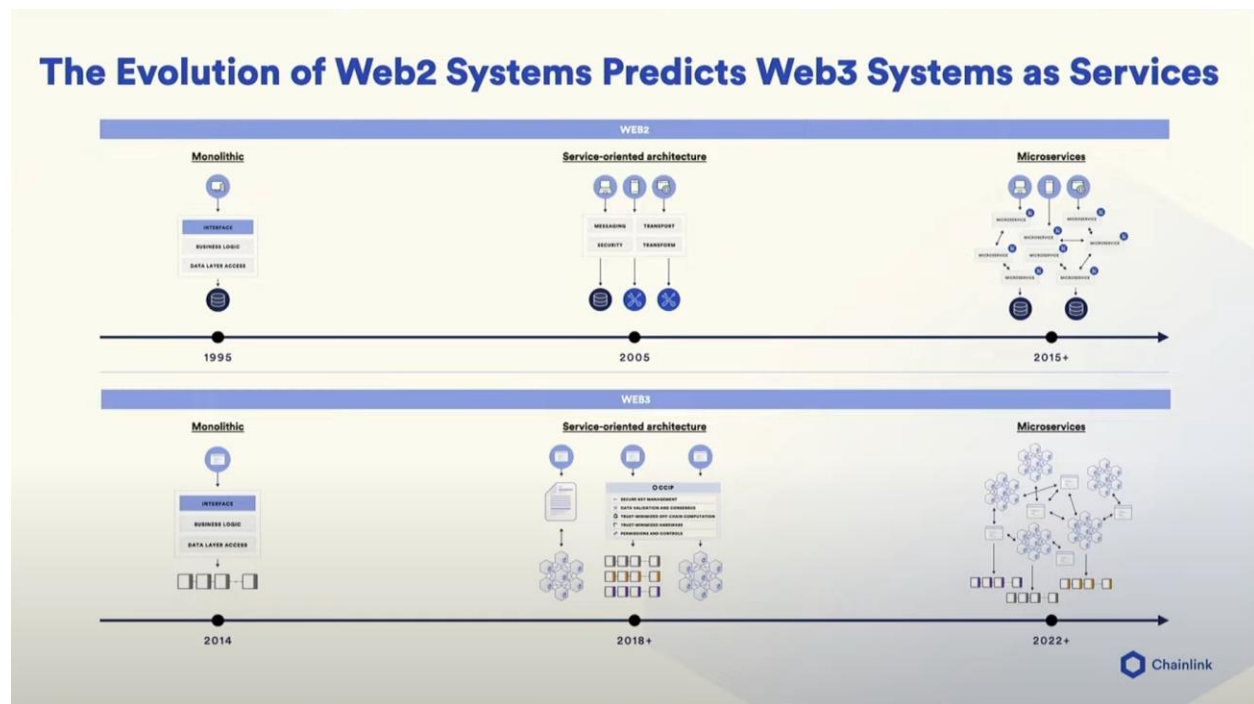 The Evolution of Web2 Systems Predicts Web3 Systems as Services
WEB2
Monolithic
INTERFACE
BUSINESS LOGIC
DATA LAYER ACCESS
1995
Service-oriented architecture
MESSAGING TRANSPORT
SECURITY TRANSFORM
2005
Microservices
MICROSERVICE
MICROSERVICE
MICROSERVICE
MICROSERVICE
MICROSERVICE
MICROSERVICE
MICROSERVICE
MICROSERVICE
2015+
WEB3
Monolithic
INTERFACE
BUSINESS LOGIC
DATA LAYER ACCESS
2014
Service-oriented architecture
CCIP
SECURE KEY MANAGEMENT
DATA VALIDATION AND CONSENSUS
TRUST-MINIMIZED OFF-CHAIN COMPUTATION
TRUST-MINIMIZED HARDWARE
PERMISSIONS AND CONTROLS
2018+
Microservices
2022+
Chainlink